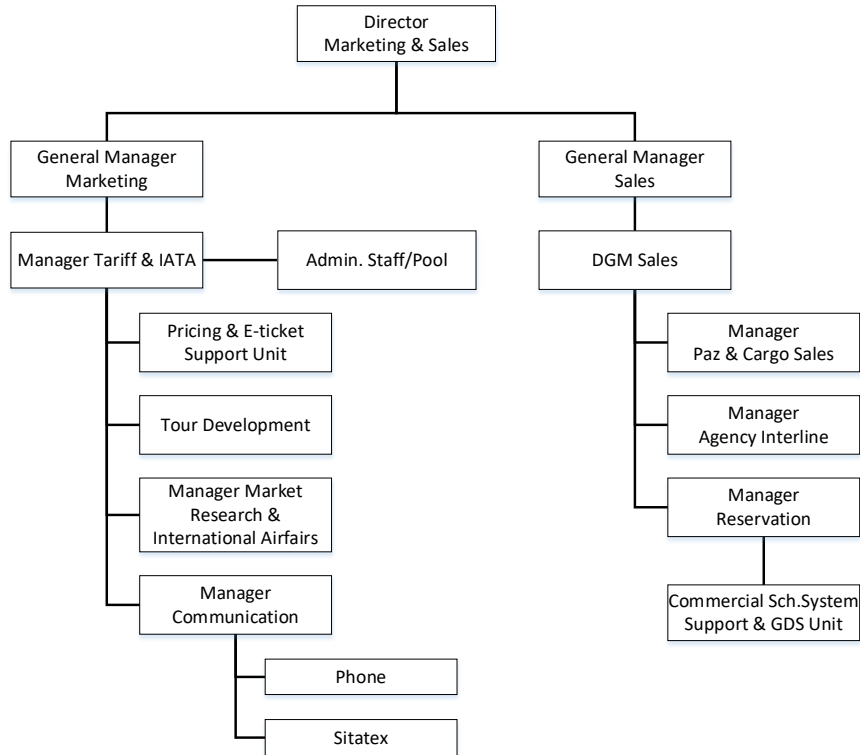 Director
Marketing & Sales
General Manager
Marketing
General Manager
Sales
Manager Tariff & IATA
Admin. Staff/Pool
DGM Sales
Pricing & E-ticket
Support Unit
Manager
Paz & Cargo Sales
Tour Development
Manager
Agency Interline
Manager Market
Research &
International Airfairs
Manager
Reservation
Manager
Communication
Commercial Sch.System
Support & GDS Unit
Phone
Sitatex